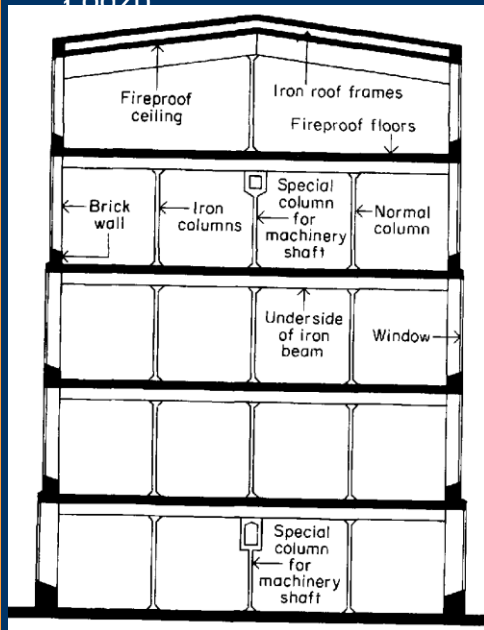 Fireproof
ceiling
Iron roof frames
Fireproof floors
Brick
wall
Iron
columns
Special
column
for
machinery
shaft
Normal
column
Underside
of iron
beam
Window
Special
column
for
machinery
shaft